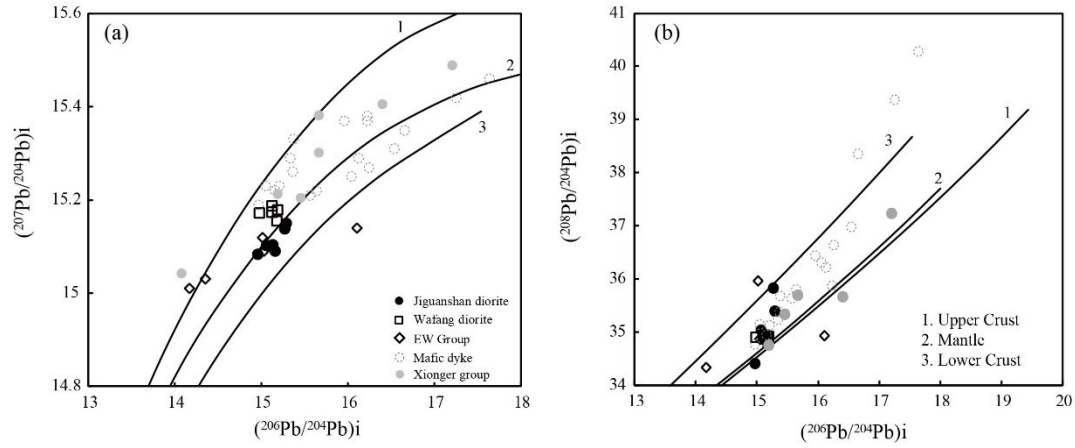 (a)
15.6
15.4
15.2
15
14.8
(²⁰⁷Pb/²⁰⁴Pb)i
1
2
3
Jiguanshan diorite
Wafang diorite
EW Group
Mafic dyke
Xionger group
13 14 15 16 17 18
(²⁰⁶Pb/²⁰⁴Pb)i
(b)
41
40
39
38
37
36
35
34
(²⁰⁸Pb/²⁰⁴Pb)i
1
3
2
1. Upper Crust
2. Mantle
3. Lower Crust
13 14 15 16 17 18 19 20
(²⁰⁶Pb/²⁰⁴Pb)i